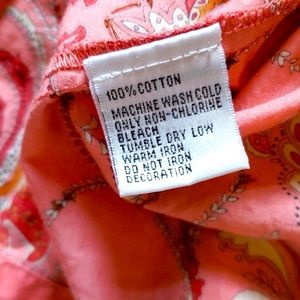 100% COTTON
MACHINE WASH COLD
ONLY NON-CHLORINE
BLEACH
TUMBLE DRY LOW
WARM IRON
DO NOT IRON
DECORATION